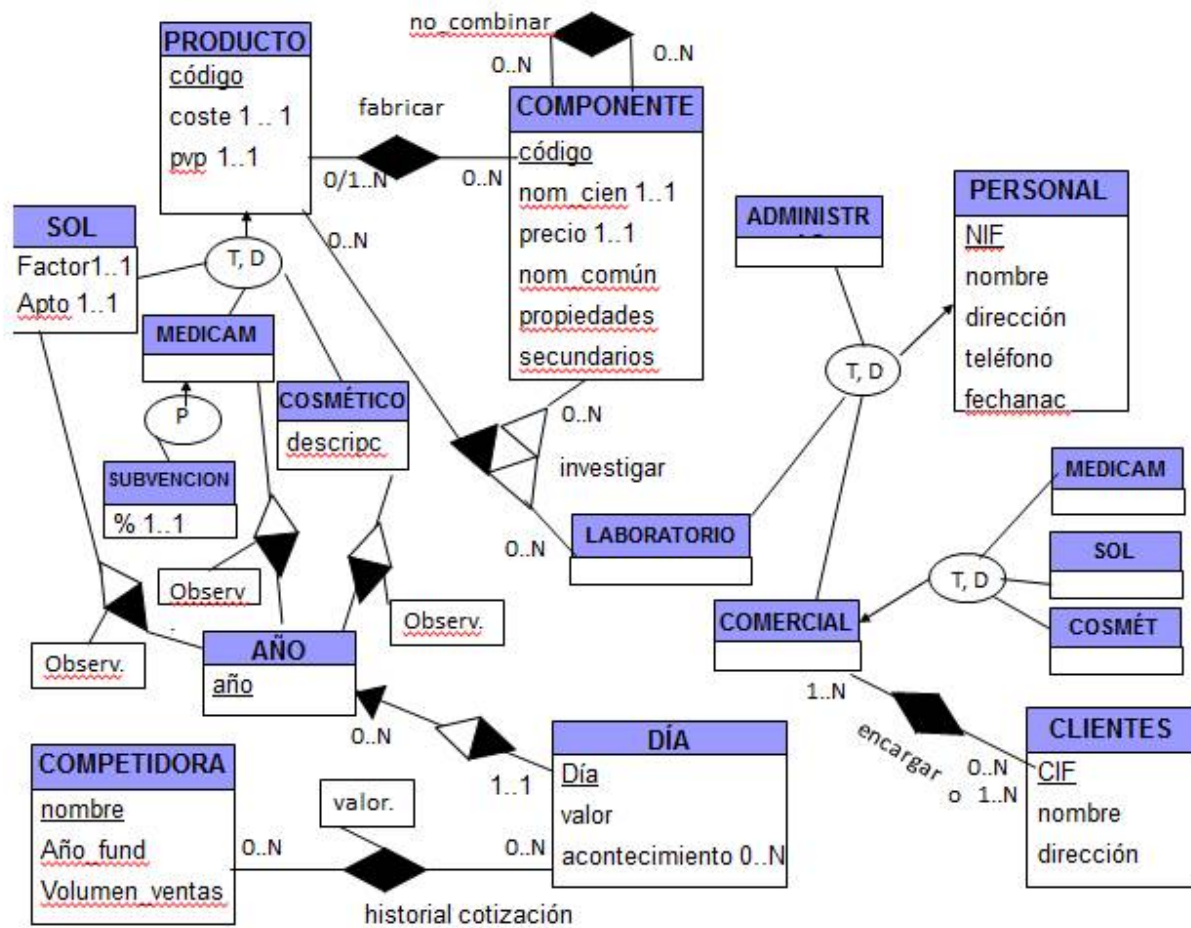 no_combinar
0..N
0..N
PRODUCTO
código
coste 1 .. 1
pvp 1..1
fabricar
0/1..N
0..N
COMPONENTE
código
nom_cien 1..1
precio 1..1
nom_común
propiedades
secundarios
ADMINISTR
PERSONAL
NIF
nombre
dirección
teléfono
fechanac
SOL
Factor1..1
Apto 1..1
T, D
0..N
MEDICAM
P
SUBVENCION
% 1..1
COSMÉTICO
descripc
0..N
investigar
0..N
LABORATORIO
T, D
MEDICAM
SOL
COSMÉT
T, D
COMERCIAL
1..N
encargar
0..N
o 1..N
CLIENTES
CIF
nombre
dirección
Observ
Observ.
Observ.
AÑO
año
0..N
1..1
DÍA
Día
valor
acontecimiento 0..N
COMPETIDORA
nombre
Año_fund
Volumen_ventas
valor.
0..N
0..N
historial cotización